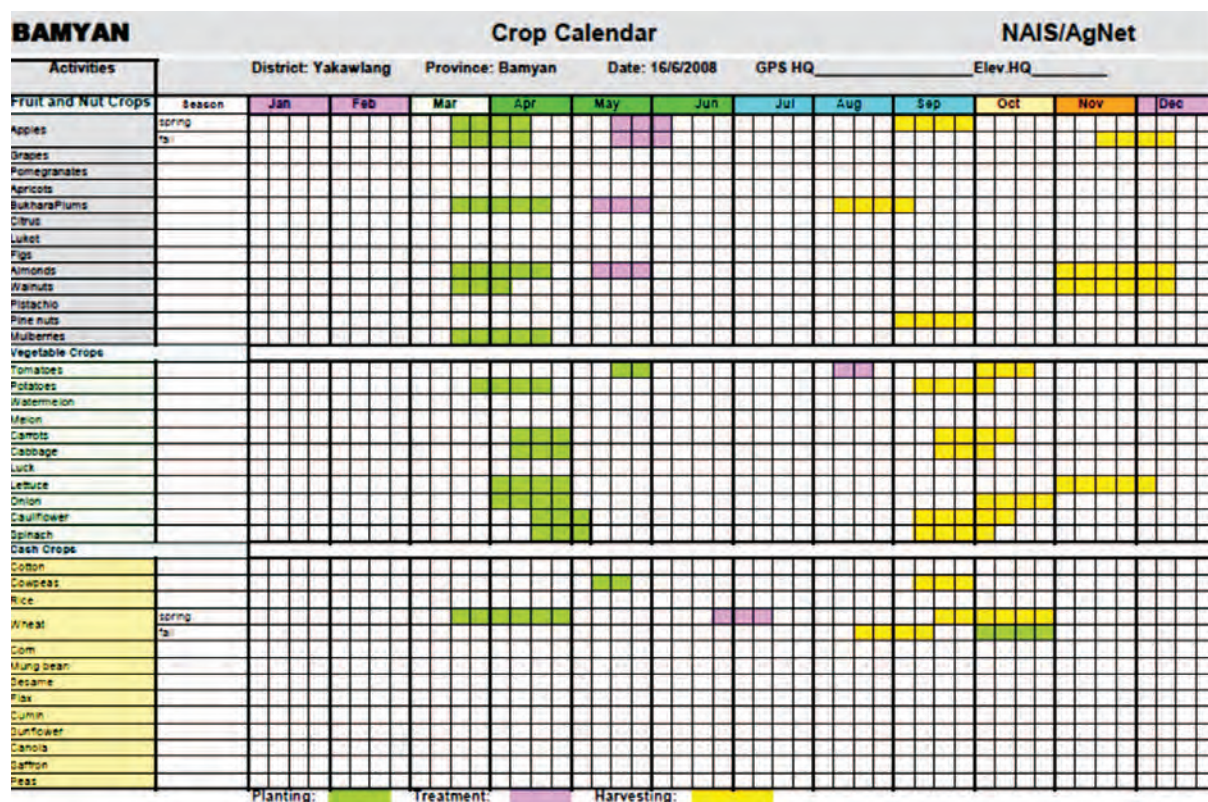 BAMYAN Crop Calendar NAIS/AgNet
Activities District: Yakawlang Province: Bamyan Date: 16/6/2008 GPS HQ____________________ Elev.HQ__________
Fruit and Nut Crops Season Jan Feb Mar Apr May Jun Jul Aug Sep Oct Nov Dec
Apples spring
fall
Grapes
Pomegranates
Apricots
BukharaPlums
Citrus
Lukot
Figs
Almonds
Walnuts
Pistachio
Pine nuts
Mulberries
Vegetable Crops
Tomatoes
Potatoes
Watermelon
Melon
Carrots
Cabbage
Luck
Lettuce
Onion
Cauliflower
Spinach
Cash Crops
Cotton
Cowpeas
Rice
Wheat spring
fall
Corn
Mung bean
Sesame
Flax
Cumin
Sunflower
Canola
Saffron
Peas
Planting: Treatment: Harvesting: